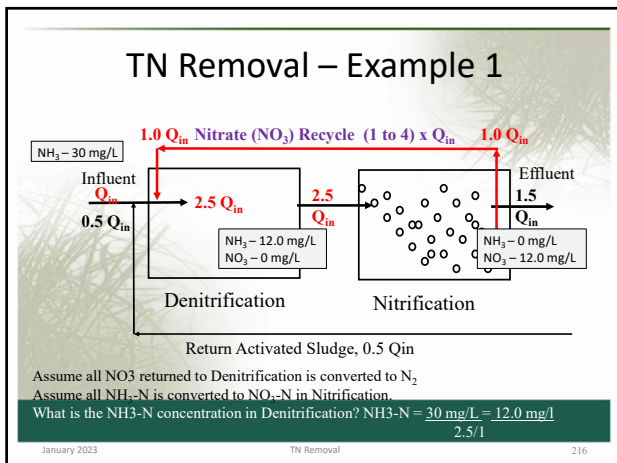 TN Removal – Example 1
1.0 Qin Nitrate (NO3) Recycle (1 to 4) x Qin 1.0 Qin
NH3 – 30 mg/L
Influent
Effluent
Qin
2.5 Qin
2.5
1.5
0.5 Qin
Qin
Qin
NH3 – 12.0 mg/L
NO3 – 0 mg/L
NH3 – 0 mg/L
NO3 – 12.0 mg/L
Denitrification
Nitrification
Return Activated Sludge, 0.5 Qin
Assume all NO3 returned to Denitrification is converted to N2
Assume all NH3-N is converted to NO3-N in Nitrification.
What is the NH3-N concentration in Denitrification? NH3-N = 30 mg/L = 12.0 mg/l
2.5/1
January 2023
TN Removal
216